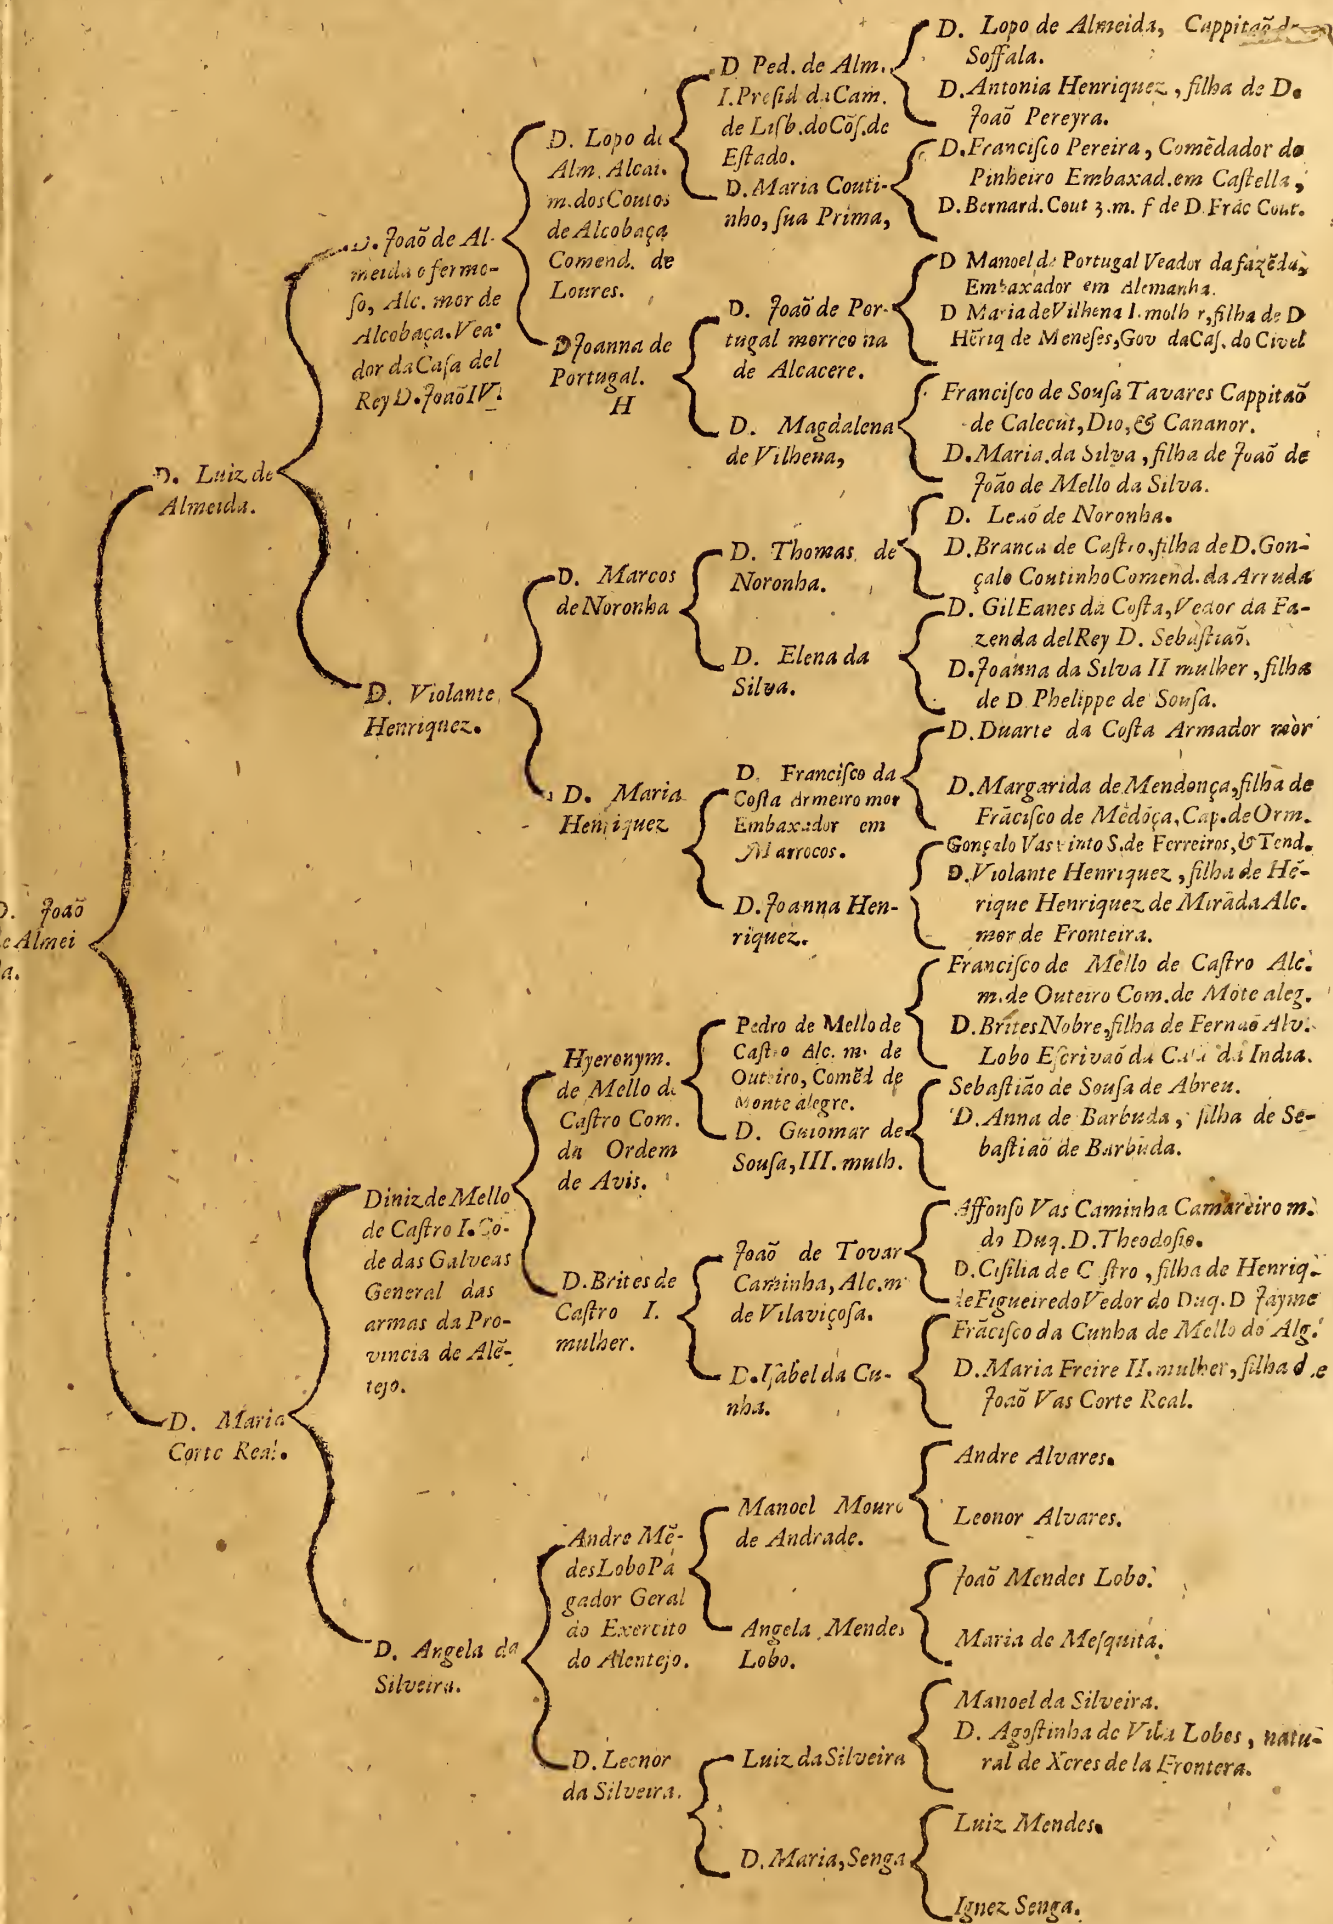 D. Joaõ
de Almei
da.
D. Luiz de
Almeida.
D. Maria
Corte Real.
D. Joaõ de Al-
meida o fermo-
ſo, Alc. mor de
Alcobaça. Vea-
dor da Caſa del
Rey D. Joaõ IV.
D. Violante
Henriquez.
Diniz de Mello
de Caſtro I. Cõ-
de das Galveas
General das
armas da Pro-
vincia de Alẽ-
tejo.
D. Angela da
Silveira.
D. Lopo de
Alm. Alcai.
m. dos Coutos
de Alcobaça
Comend. de
Loures.
D Joanna de
Portugal.
H
D. Marcos
de Noronha
D. Maria
Henriquez
Hyeronym.
de Mello de
Caſtro Com.
da Ordem
de Avis.
D. Brites de
Caſtro I.
mulher.
Andre Mẽ-
des Lobo Pa
gador Geral
do Exercito
do Alentejo.
D. Leonor
da Silveira.
D Ped. de Alm.
I. Preſid da Cam.
de Liſb. do Cõſ. de
Eſtado.
D. Maria Couti-
nho, ſua Prima,
D. Joaõ de Por-
tugal morreo na
de Alcacere.
D. Magdalena
de Vilhena,
D. Thomas de
Noronha.
D. Elena da
Silva.
D. Franciſco da
Coſta Armeiro mor
Embaxador em
Marrocos.
D. Joanna Hen-
riquez.
Pedro de Mello de
Caſtro Alc. m. de
Outeiro, Comẽd de
Monte alegre.
D. Guiomar de
Souſa, III. mulh.
Joaõ de Tovar
Caminha, Alc. m
de Vilaviçoſa.
D. Iſabel da Cu-
nha.
Manoel Mouro
de Andrade.
Angela Mendes
Lobo.
Luiz da Silveira
D. Maria, Senga
D. Lopo de Almeida, Cappitaõ de
Soffala.
D. Antonia Henriquez, filha de D.
Joaõ Pereyra.
D. Franciſco Pereira, Comẽdador do
Pinheiro Embaxad. em Caſtella,
D. Bernard. Cout 3. m. f de D. Frãc Cout.
D Manoel de Portugal Veador da fazẽda,
Embaxador em Alemanha.
D Maria de Vilhena I. molher, filha de D
Hẽriq de Meneſes, Gov da Caſ. do Civel
Franciſco de Souſa Tavares Cappitaõ
de Calecut, Dio, & Cananor.
D. Maria da Silva, filha de Joaõ de
Joaõ de Mello da Silva.
D. Leaõ de Noronha.
D. Branca de Caſtro, filha de D. Gon-
çalo Coutinho Comend. da Arruda
D. Gil Eanes da Coſta, Vedor da Fa-
zenda del Rey D. Sebaſtiaõ.
D. Joanna da Silva II mulher, filha
de D Phelippe de Souſa.
D. Duarte da Coſta Armador mòr
D. Margarida de Mendonça, filha de
Frãciſco de Mẽdõça, Cap. de Orm.
Gonçalo Vas Pinto S. de Ferreiros, & Tend.
D. Violante Henriquez, filha de Hẽ-
rique Henriquez de Mirãda Alc.
mor de Fronteira.
Franciſco de Mello de Caſtro Alc.
m. de Outeiro Com. de Mõte aleg.
D. Brites Nobre, filha de Fernaõ Alv.
Lobo Eſcrivaõ da Caſa da India.
Sebaſtião de Souſa de Abreu.
D. Anna de Barbuda, filha de Se-
baſtiaõ de Barbuda.
Affonſo Vas Caminha Camareiro m.
do Duq. D. Theodoſio.
D. Ciſilia de Caſtro, filha de Henriq.
de Figueiredo Vedor do Duq. D Jayme
Frãciſco da Cunha de Mello do Alg.
D. Maria Freire II. mulher, filha de
Joaõ Vas Corte Real.
Andre Alvares.
Leonor Alvares.
Joaõ Mendes Lobo.
Maria de Meſquita.
Manoel da Silveira.
D. Agoſtinha de Vila Lobos, natu-
ral de Xeres de la Frontera.
Luiz Mendes.
Ignez Senga.